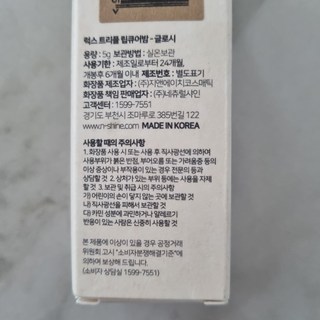 럭스 트리플 립큐어밤 - 글로시
용량 : 5g 보관방법 : 실온보관
사용기한 : 제조일로부터 24개월,
개봉후 6개월 이내 제조번호 : 별도표기
화장품 제조업자 : (주)지앤에이치코스메틱
화장품 책임 판매업자 : (주)네츄럴샤인
고객센터 : 1599-7551
경기도 부천시 조마루로 385번길 122
www.n-shine.com MADE IN KOREA
사용할 때의 주의사항
1. 화장품 사용 시 또는 사용 후 직사광선에 의하여
사용부위가 붉은 반점, 부어오름 또는 가려움증 등의
이상 증상이나 부작용이 있는 경우 전문의 등과
상담할 것 2. 상처가 있는 부위 등에는 사용을 자제
할 것 3. 보관 및 취급 시의 주의사항
가)어린이의 손이 닿지 않는 곳에 보관할 것
나)직사광선을 피해서 보관할 것
다) 카민 성분에 과민하거나 알레르기
반응이 있는 사람은 신중히 사용할 것
본 제품에 이상이 있을 경우 공정거래
위원회 고시 "소비자분쟁해결기준"에
의하여 보상해 드립니다.
(소비자 상담실 1599-7551)